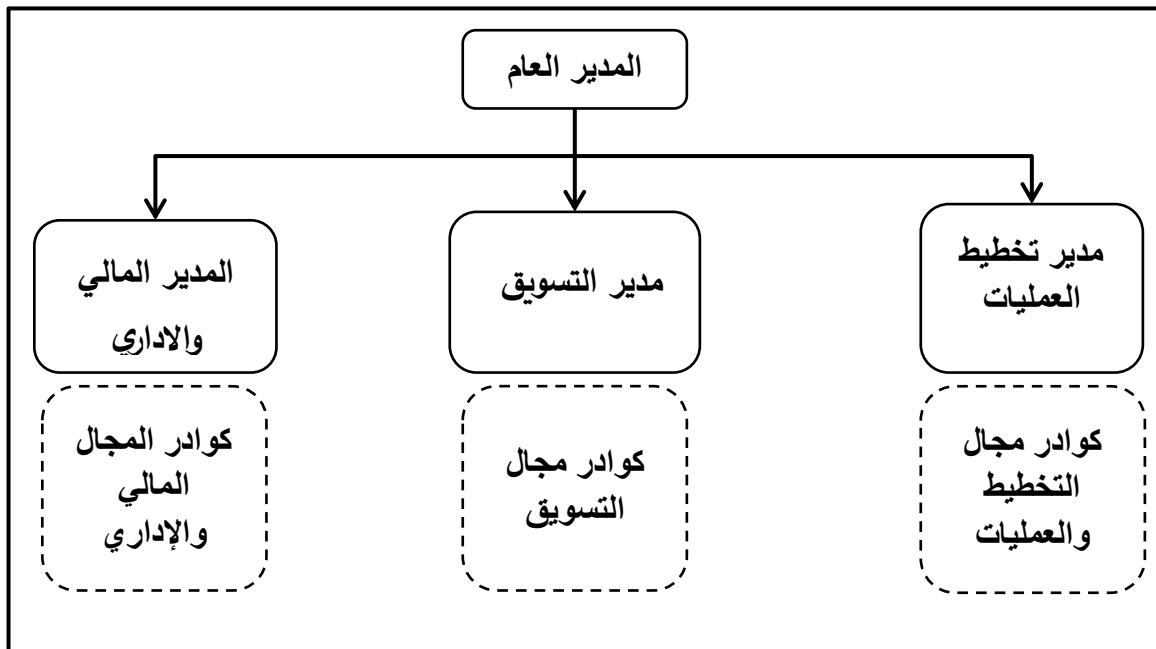 المدير العام
مدير تخطيط
العمليات
مدير التسويق
المدير المالي
والاداري
كوادر مجال
التخطيط
والعمليات
كوادر مجال
التسويق
كوادر المجال
المالي
والإداري